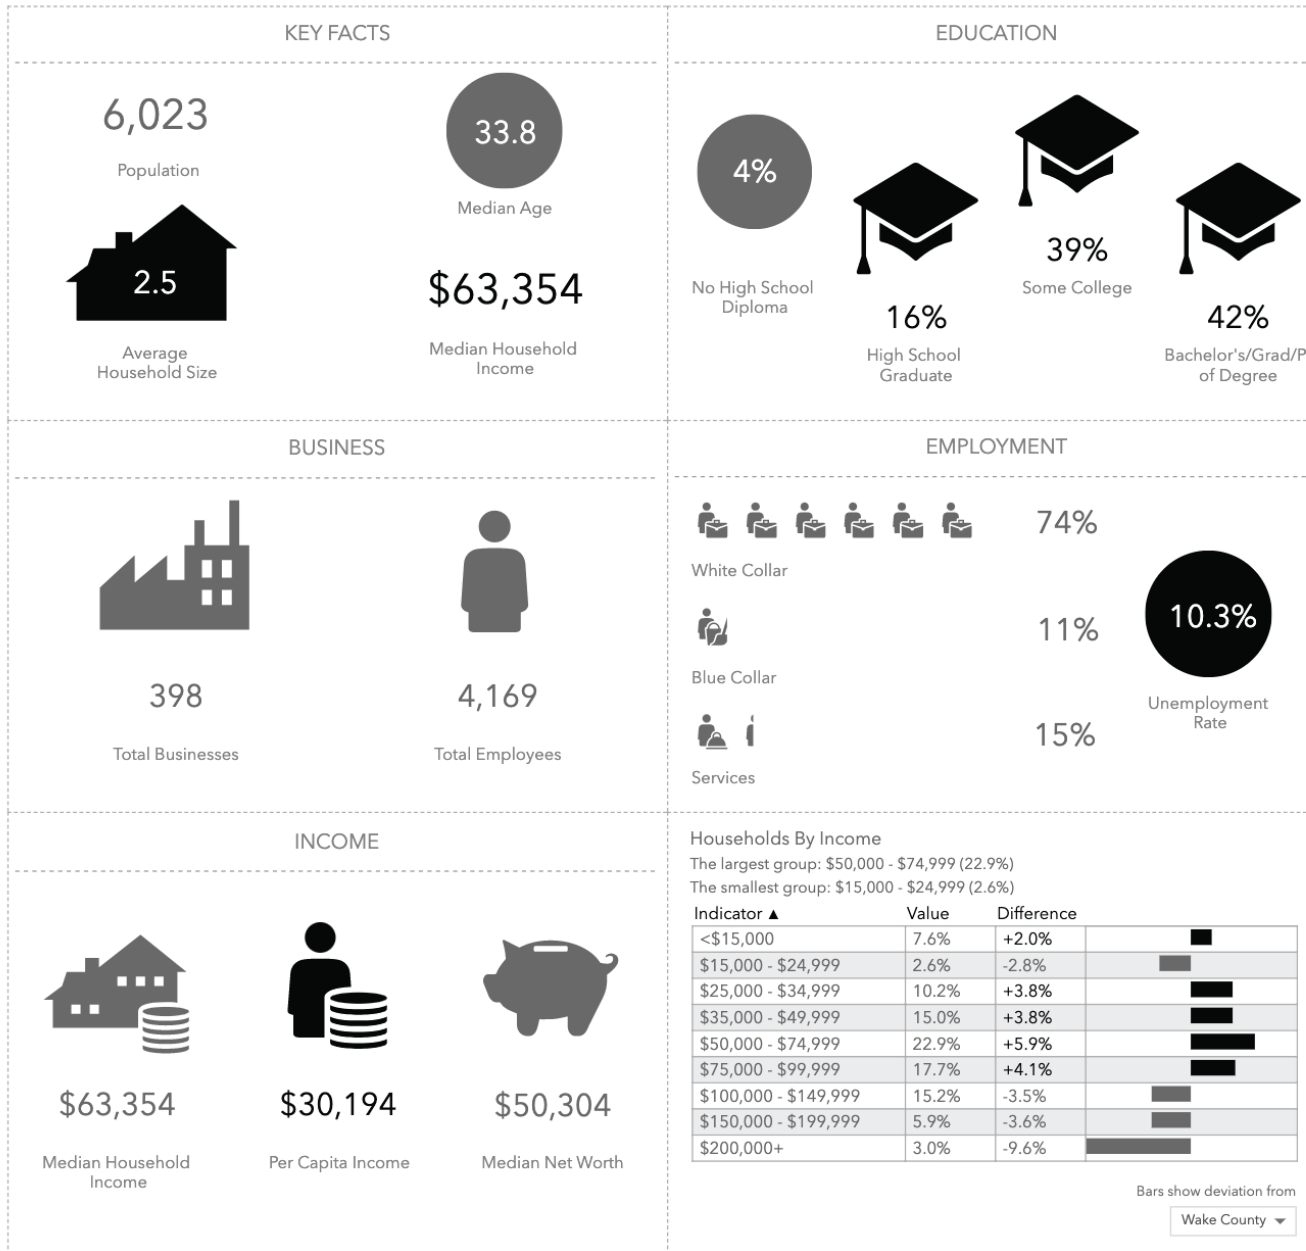 KEY FACTS
6,023
Population
33.8
Median Age
2.5
Average
Household Size
$63,354
Median Household
Income
EDUCATION
4%
No High School
Diploma
16%
High School
Graduate
39%
Some College
42%
Bachelor's/Grad/P
of Degree
BUSINESS
398
Total Businesses
4,169
Total Employees
EMPLOYMENT
74%
White Collar
11%
Blue Collar
15%
Services
10.3%
Unemployment
Rate
INCOME
$63,354
Median Household
Income
$30,194
Per Capita Income
$50,304
Median Net Worth
Households By Income
The largest group: $50,000 - $74,999 (22.9%)
The smallest group: $15,000 - $24,999 (2.6%)
Indicator ▲ Value Difference
<$15,000 7.6% +2.0%
$15,000 - $24,999 2.6% -2.8%
$25,000 - $34,999 10.2% +3.8%
$35,000 - $49,999 15.0% +3.8%
$50,000 - $74,999 22.9% +5.9%
$75,000 - $99,999 17.7% +4.1%
$100,000 - $149,999 15.2% -3.5%
$150,000 - $199,999 5.9% -3.6%
$200,000+ 3.0% -9.6%
Bars show deviation from
Wake County